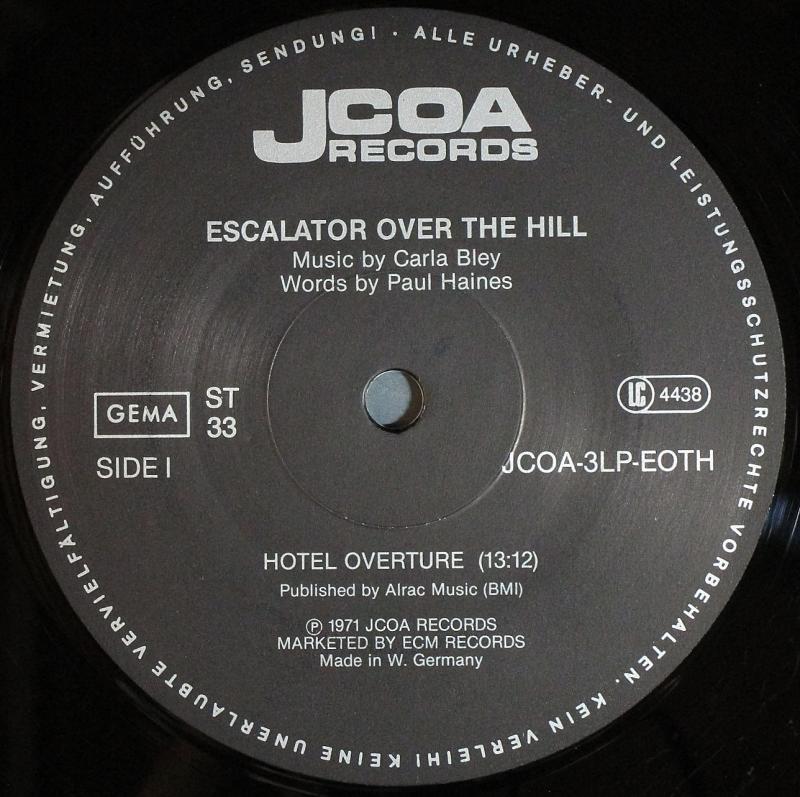 JCOA
RECORDS
ESCALATOR OVER THE HILL
Music by Carla Bley
Words by Paul Haines
GEMA
ST
33
LC 4438
SIDE I
JCOA-3LP-EOTH
HOTEL OVERTURE (13:12)
Published by Alrac Music (BMI)
℗ 1971 JCOA RECORDS
MARKETED BY ECM RECORDS
Made in W. Germany
ALLE URHEBER- UND LEISTUNGSSCHUTZRECHTE VORBEHALTEN. KEIN VERLEIH! KEINE UNERLAUBTE VERVIELFÄLTIGUNG, VERMIETUNG, AUFFÜHRUNG, SENDUNG! ·